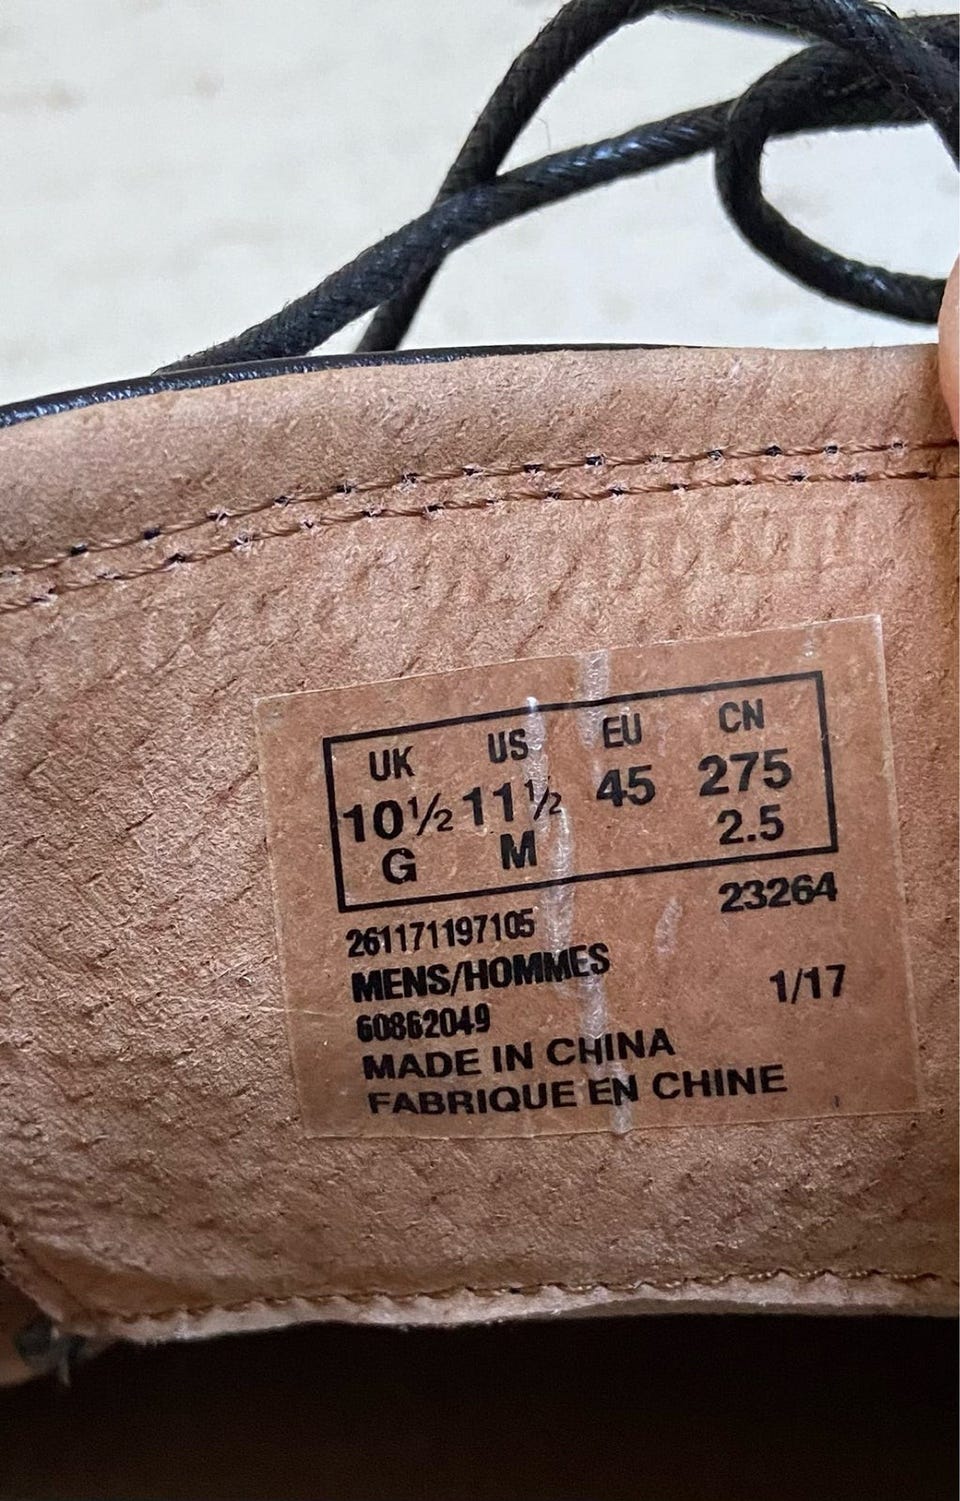 UK US EU CN
10½ 11½ 45 275
G M 2.5
261171197105 23264
MENS/HOMMES
60862049 1/17
MADE IN CHINA
FABRIQUE EN CHINE